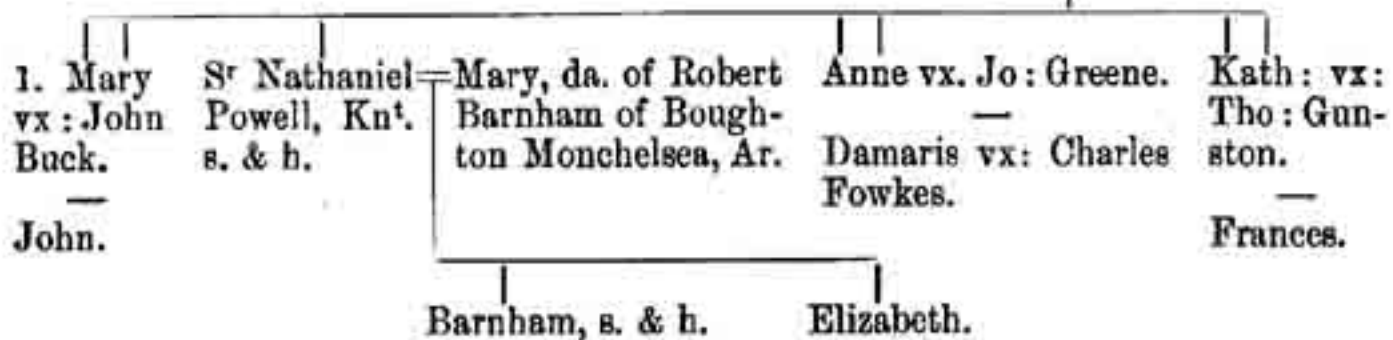 1. Mary
vx : John
Buck.
—
John.
Sʳ Nathaniel
Powell, Knᵗ.
s. & h.
=Mary, da. of Robert
Barnham of Bough-
ton Monchelsea, Ar.
Anne vx. Jo : Greene.
—
Damaris vx: Charles
Fowkes.
Kath : vx:
Tho : Gun-
ston.
—
Frances.
Barnham, s. & h.
Elizabeth.